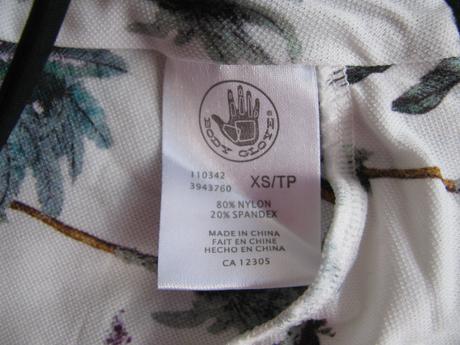 BODY GLOVE
®
110342
3943760
XS/TP
80% NYLON
20% SPANDEX
MADE IN CHINA
FAIT EN CHINE
HECHO EN CHINA
CA 12305